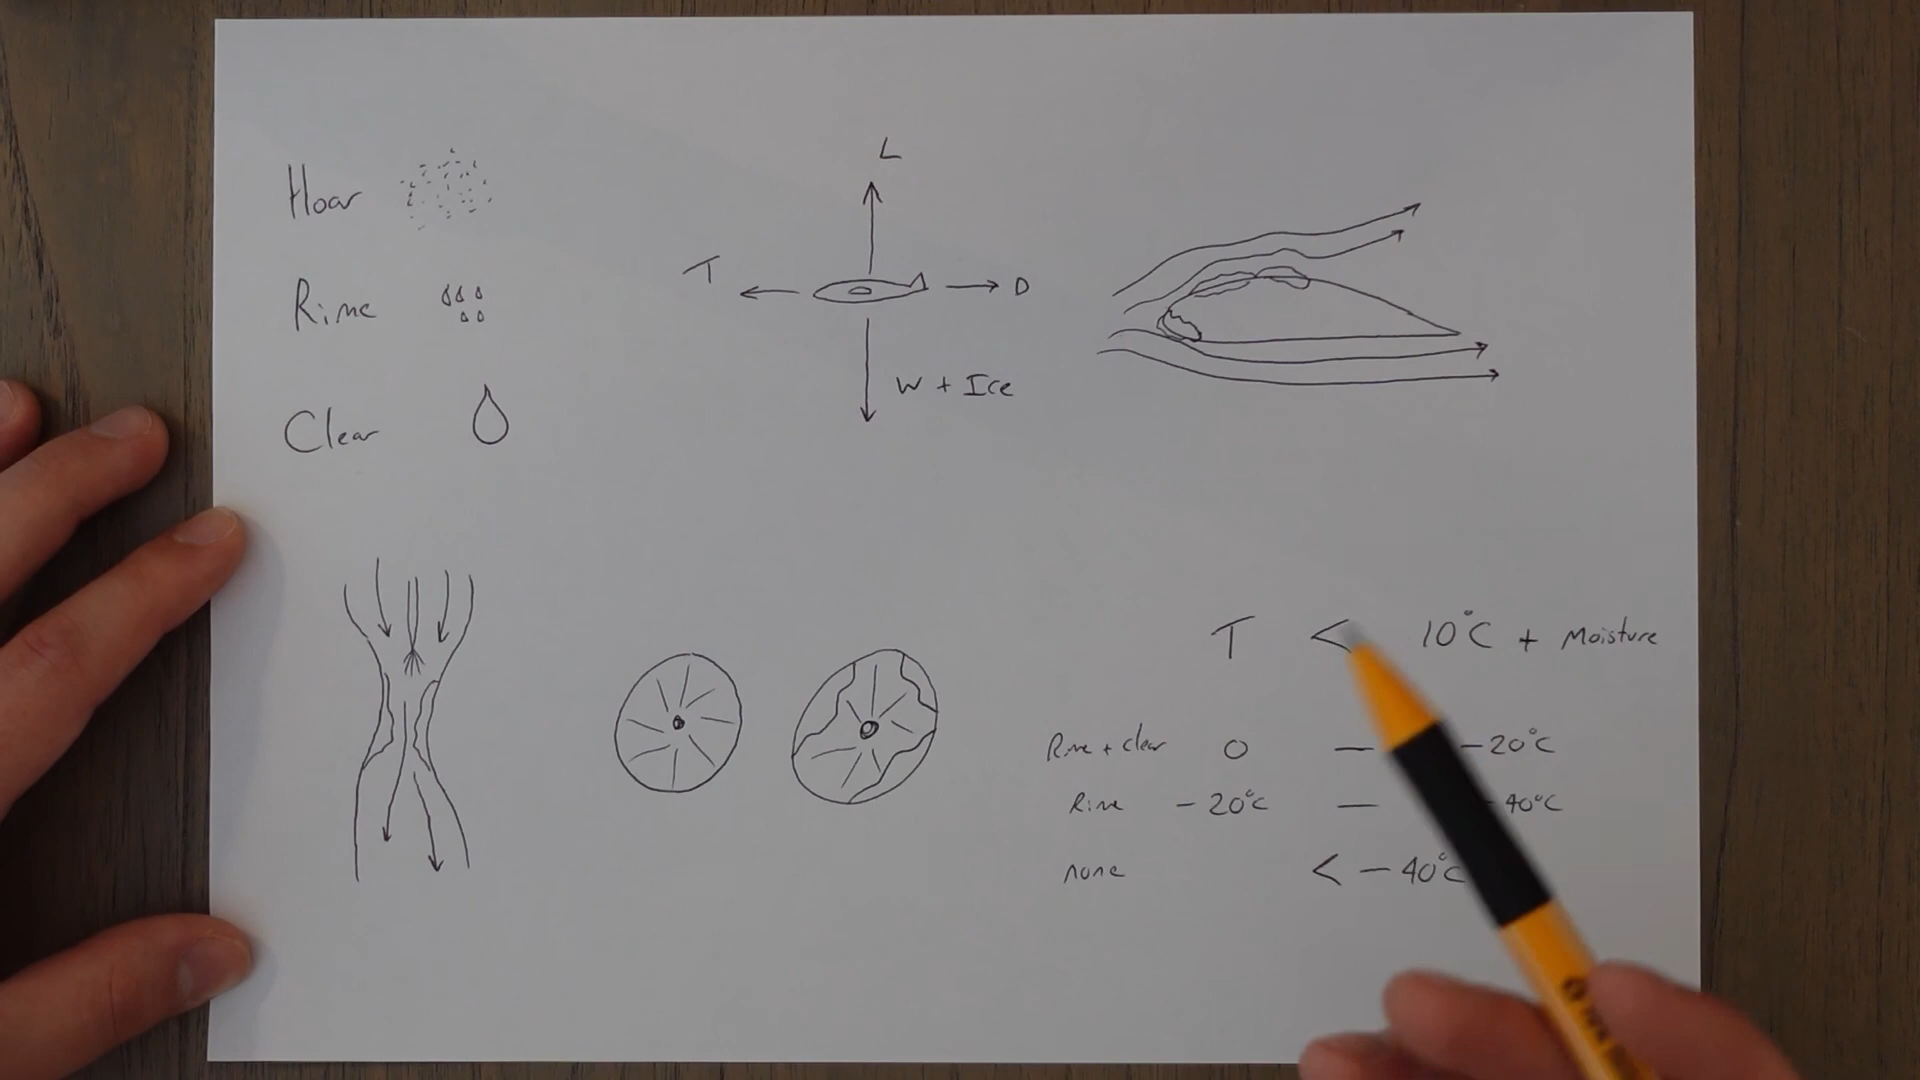 Hoar
Rime
Clear
L
T
D
W + Ice
T < 10°C + Moisture
Rime + clear 0 — -20°C
Rime -20°C — -40°C
none < -40°C